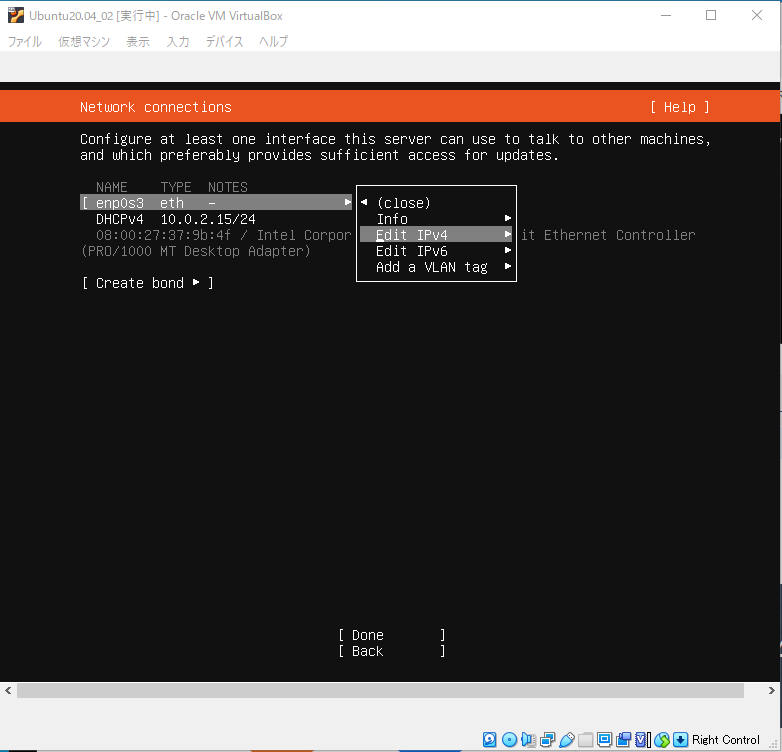 Ubuntu20.04_02 [実行中] - Oracle VM VirtualBox
ファイル 仮想マシン 表示 入力 デバイス ヘルプ
Network connections [ Help ]
Configure at least one interface this server can use to talk to other machines,
and which preferably provides sufficient access for updates.
NAME TYPE NOTES
[ enp0s3 eth – ▸
DHCPv4 10.0.2.15/24
08:00:27:37:9b:4f / Intel Corpor
it Ethernet Controller
(PRO/1000 MT Desktop Adapter)
◂ (close)
Info ▸
Edit IPv4 ▸
Edit IPv6 ▸
Add a VLAN tag ▸
[ Create bond ▸ ]
[ Done ]
[ Back ]
Right Control